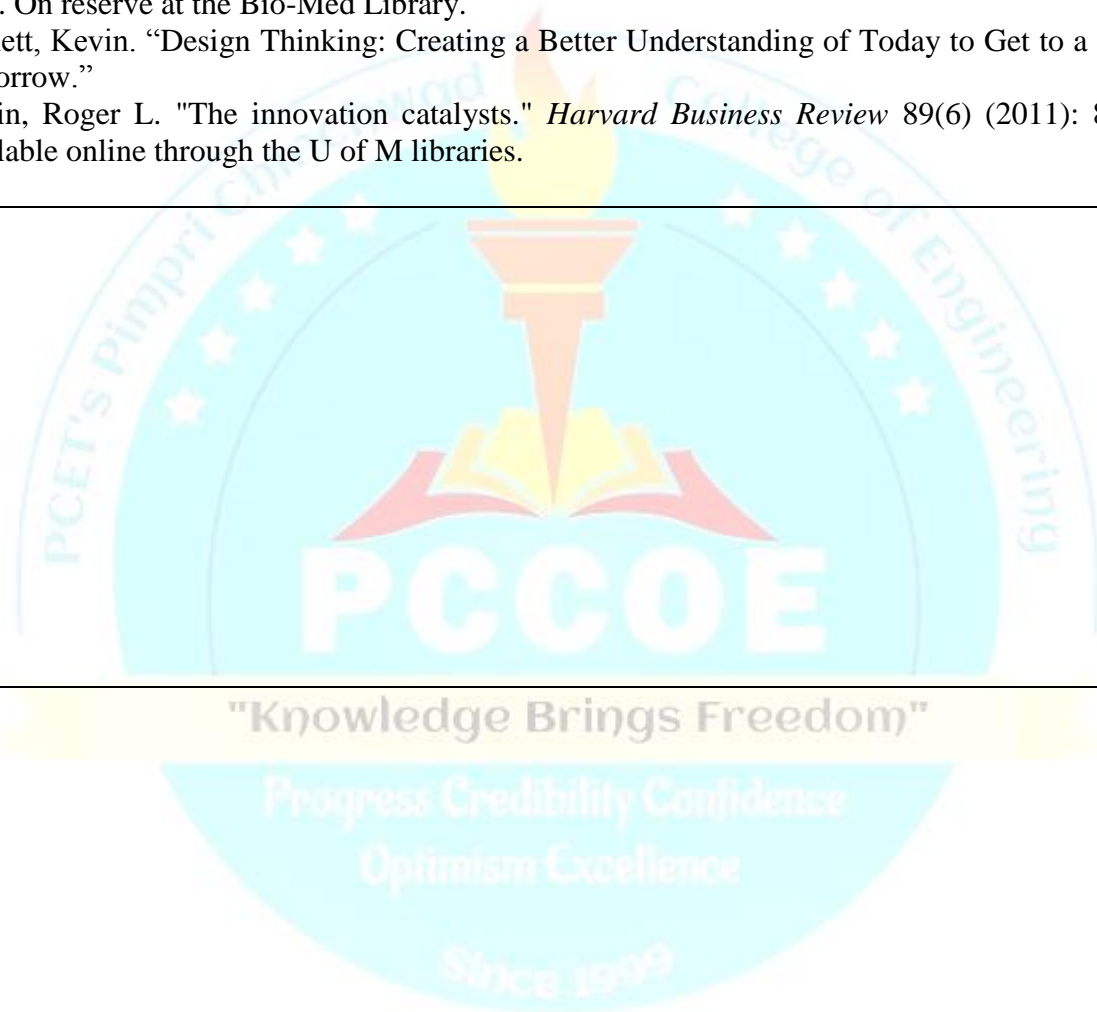 . On reserve at the Bio-Med Library.
ett, Kevin. “Design Thinking: Creating a Better Understanding of Today to Get to a
orrow.”
in, Roger L. "The innovation catalysts." Harvard Business Review 89(6) (2011): 8
lable online through the U of M libraries.
PCET's Pimpri Chinchwad College of Engineering
PCCOE
"Knowledge Brings Freedom"
Progress Credibility Confidence
Optimism Excellence
Since 1999